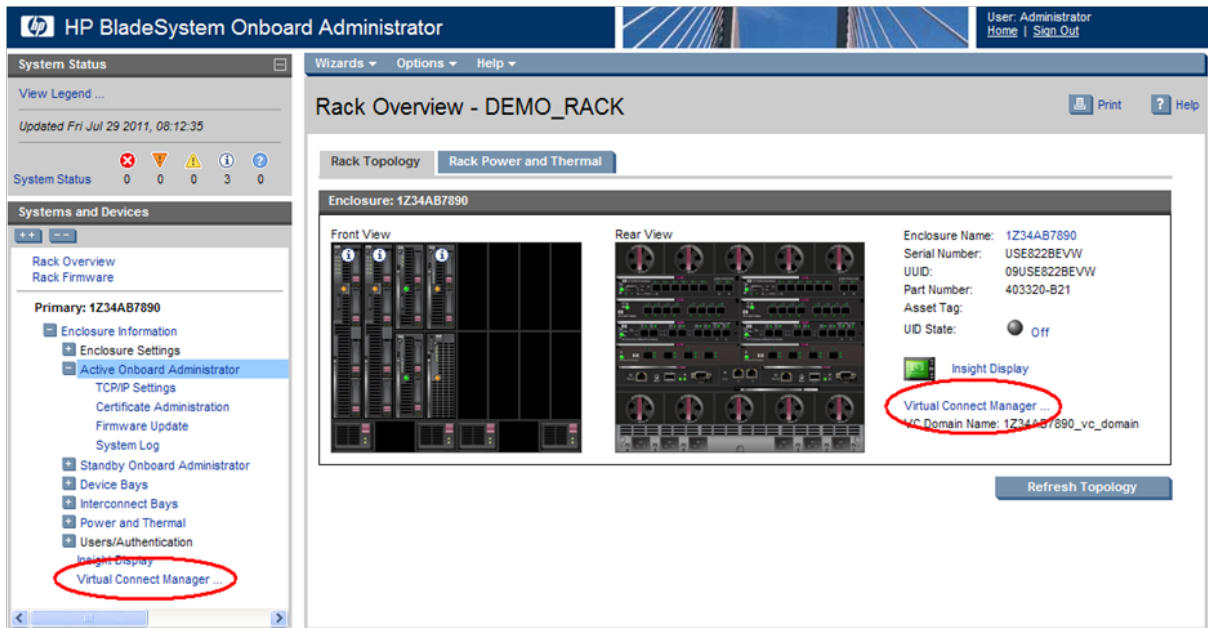 hp HP BladeSystem Onboard Administrator
User: Administrator
Home | Sign Out
System Status
View Legend ...
Updated Fri Jul 29 2011, 08:12:35
System Status 0 0 0 3 0
Systems and Devices
Rack Overview
Rack Firmware
Primary: 1Z34AB7890
Enclosure Information
Enclosure Settings
Active Onboard Administrator
TCP/IP Settings
Certificate Administration
Firmware Update
System Log
Standby Onboard Administrator
Device Bays
Interconnect Bays
Power and Thermal
Users/Authentication
Insight Display
Virtual Connect Manager ...
Wizards Options Help
Rack Overview - DEMO_RACK
Print Help
Rack Topology Rack Power and Thermal
Enclosure: 1Z34AB7890
Front View
Rear View
Enclosure Name: 1Z34AB7890
Serial Number: USE822BEVW
UUID: 09USE822BEVW
Part Number: 403320-B21
Asset Tag:
UID State: Off
Insight Display
Virtual Connect Manager ...
VC Domain Name: 1Z34AB7890_vc_domain
Refresh Topology